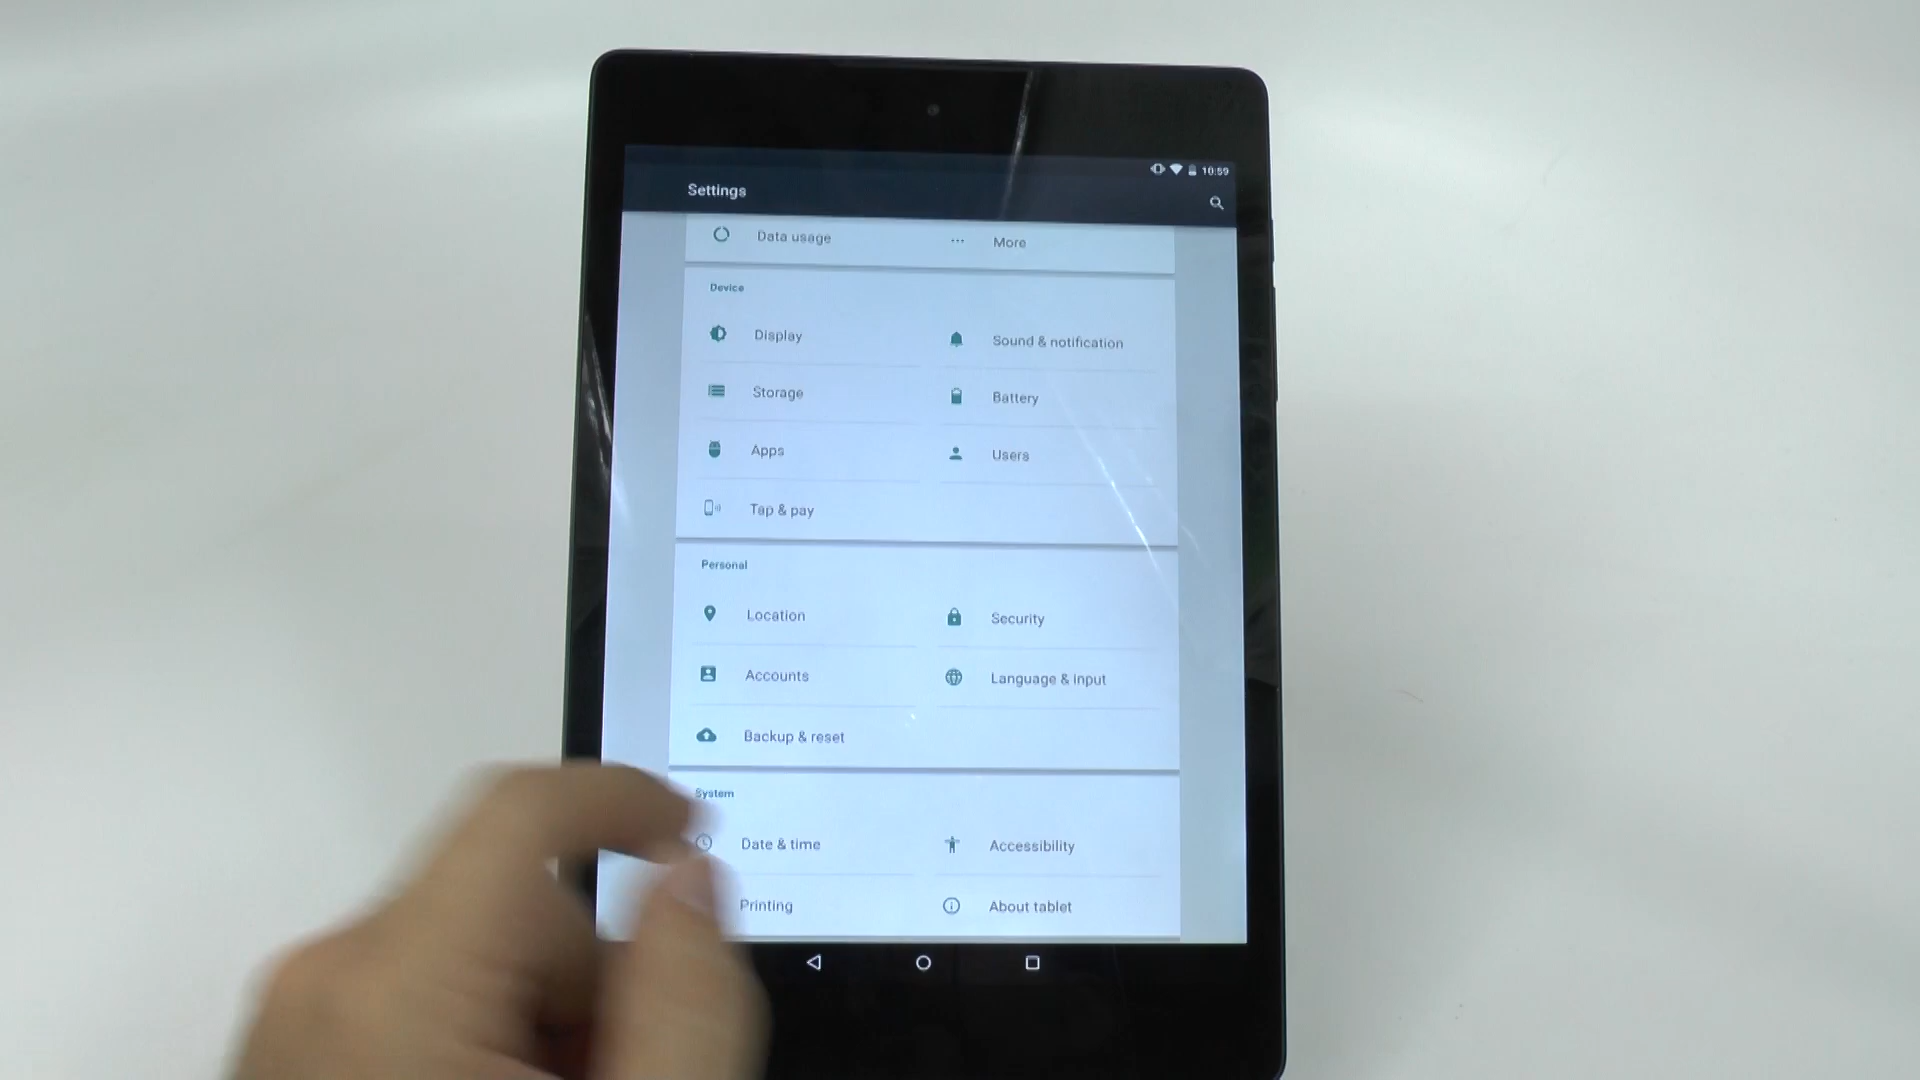 10:59
Settings
Data usage
More
Device
Display
Sound & notification
Storage
Battery
Apps
Users
Tap & pay
Personal
Location
Security
Accounts
Language & input
Backup & reset
System
Date & time
Accessibility
Printing
About tablet